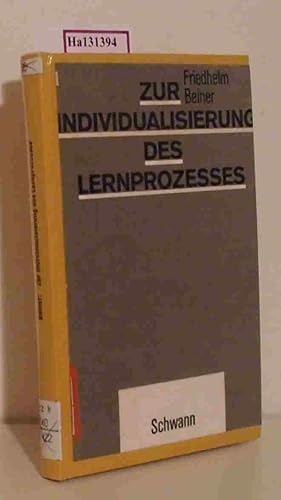 Ha131394
Friedhelm
Beiner
ZUR
INDIVIDUALISIERUNG
DES
LERNPROZESSES
Schwann